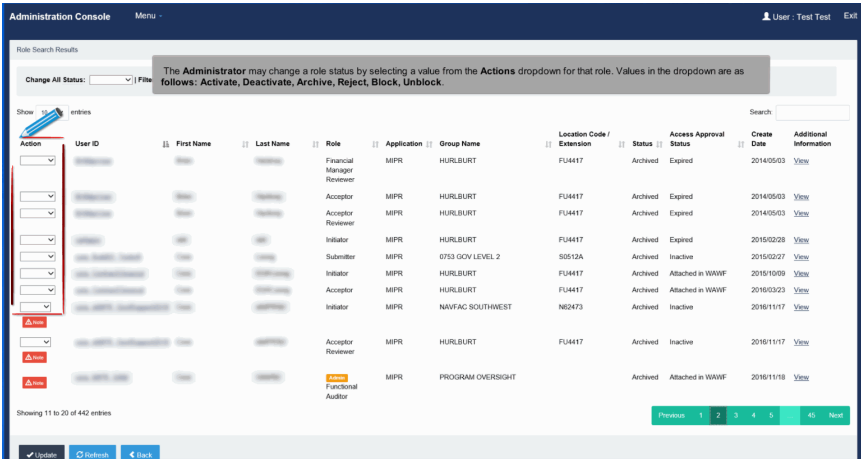 Administration Console Menu User : Test Test Exit
Role Search Results
Change All Status: | Filte
The Administrator may change a role status by selecting a value from the Actions dropdown for that role. Values in the dropdown are as
follows: Activate, Deactivate, Archive, Reject, Block, Unblock.
Show 10 entries Search:
Action User ID First Name Last Name Role Application Group Name Location Code / Extension Status Access Approval Status Create Date Additional Information
Financial Manager Reviewer MIPR HURLBURT FU4417 Archived Expired 2014/05/03 View
Acceptor MIPR HURLBURT FU4417 Archived Expired 2014/05/03 View
Acceptor Reviewer MIPR HURLBURT FU4417 Archived Expired 2014/05/03 View
Initiator MIPR HURLBURT FU4417 Archived Expired 2015/02/28 View
Submitter MIPR 0753 GOV LEVEL 2 S0512A Archived Inactive 2015/02/27 View
Initiator MIPR HURLBURT FU4417 Archived Attached in WAWF 2015/10/09 View
Acceptor MIPR HURLBURT FU4417 Archived Attached in WAWF 2016/03/23 View
Initiator MIPR NAVFAC SOUTHWEST N62473 Archived Inactive 2016/11/17 View
Note
Acceptor Reviewer MIPR HURLBURT FU4417 Archived Inactive 2016/11/17 View
Note
Note Admin Functional Auditor MIPR PROGRAM OVERSIGHT Archived Attached in WAWF 2016/11/18 View
Showing 11 to 20 of 442 entries Previous 1 2 3 4 5 ... 45 Next
Update Refresh Back